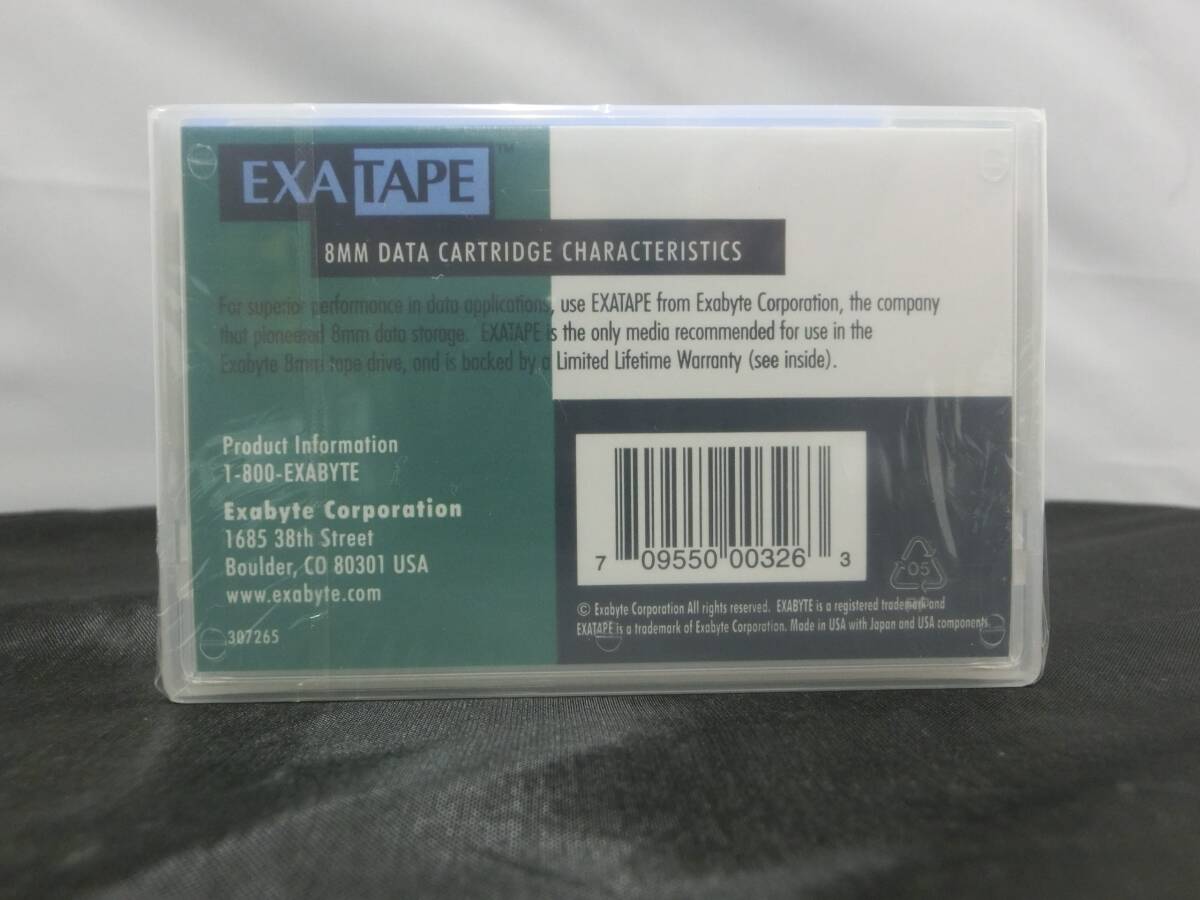 EXATAPE™
8MM DATA CARTRIDGE CHARACTERISTICS
For superior performance in data applications, use EXATAPE from Exabyte Corporation, the company
that pioneered 8mm data storage. EXATAPE is the only media recommended for use in the
Exabyte 8mm tape drive, and is backed by a Limited Lifetime Warranty (see inside).
Product Information
1-800-EXABYTE
Exabyte Corporation
1685 38th Street
Boulder, CO 80301 USA
www.exabyte.com
307265
7 09550 00326 3
05
© Exabyte Corporation All rights reserved. EXABYTE is a registered trademark and
EXATAPE is a trademark of Exabyte Corporation. Made in USA with Japan and USA components.